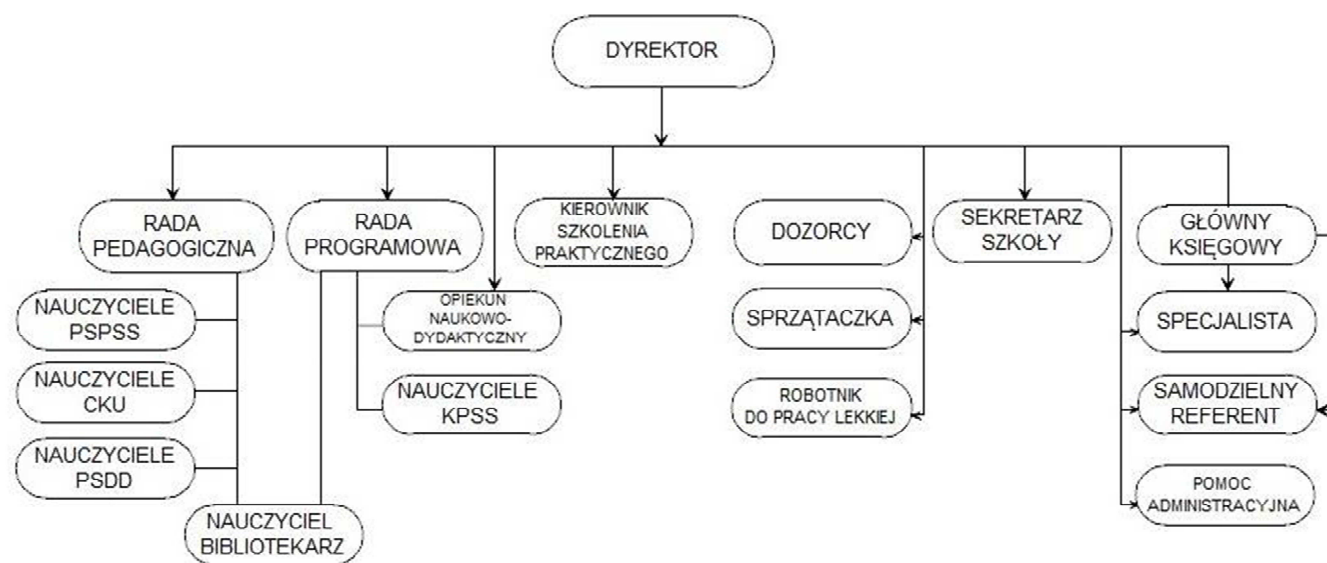 DYREKTOR
RADA
PEDAGOGICZNA
RADA
PROGRAMOWA
KIEROWNIK
SZKOLENIA
PRAKTYCZNEGO
DOZORCY
SEKRETARZ
SZKOŁY
GŁÓWNY
KSIĘGOWY
NAUCZYCIELE
PSPSS
OPIEKUN
NAUKOWO-
DYDAKTYCZNY
SPRZĄTACZKA
SPECJALISTA
NAUCZYCIELE
CKU
NAUCZYCIELE
KPSS
ROBOTNIK
DO PRACY LEKKIEJ
SAMODZIELNY
REFERENT
NAUCZYCIELE
PSDD
POMOC
ADMINISTRACYJNA
NAUCZYCIEL
BIBLIOTEKARZ